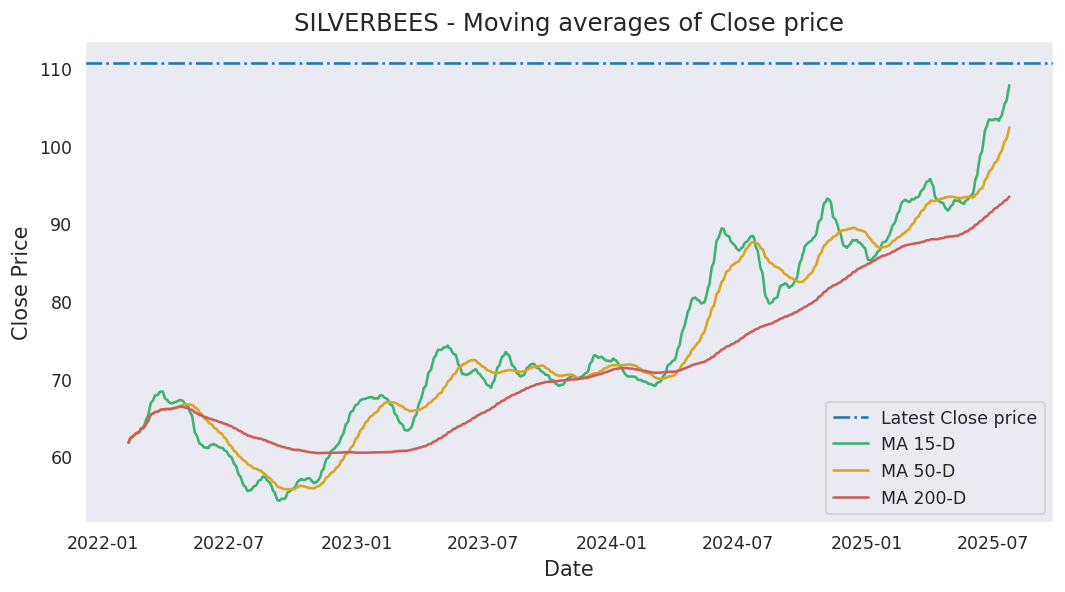 SILVERBEES - Moving averages of Close price
Close Price
110
100
90
80
70
60
Latest Close price
MA 15-D
MA 50-D
MA 200-D
2022-01 2022-07 2023-01 2023-07 2024-01 2024-07 2025-01 2025-07
Date